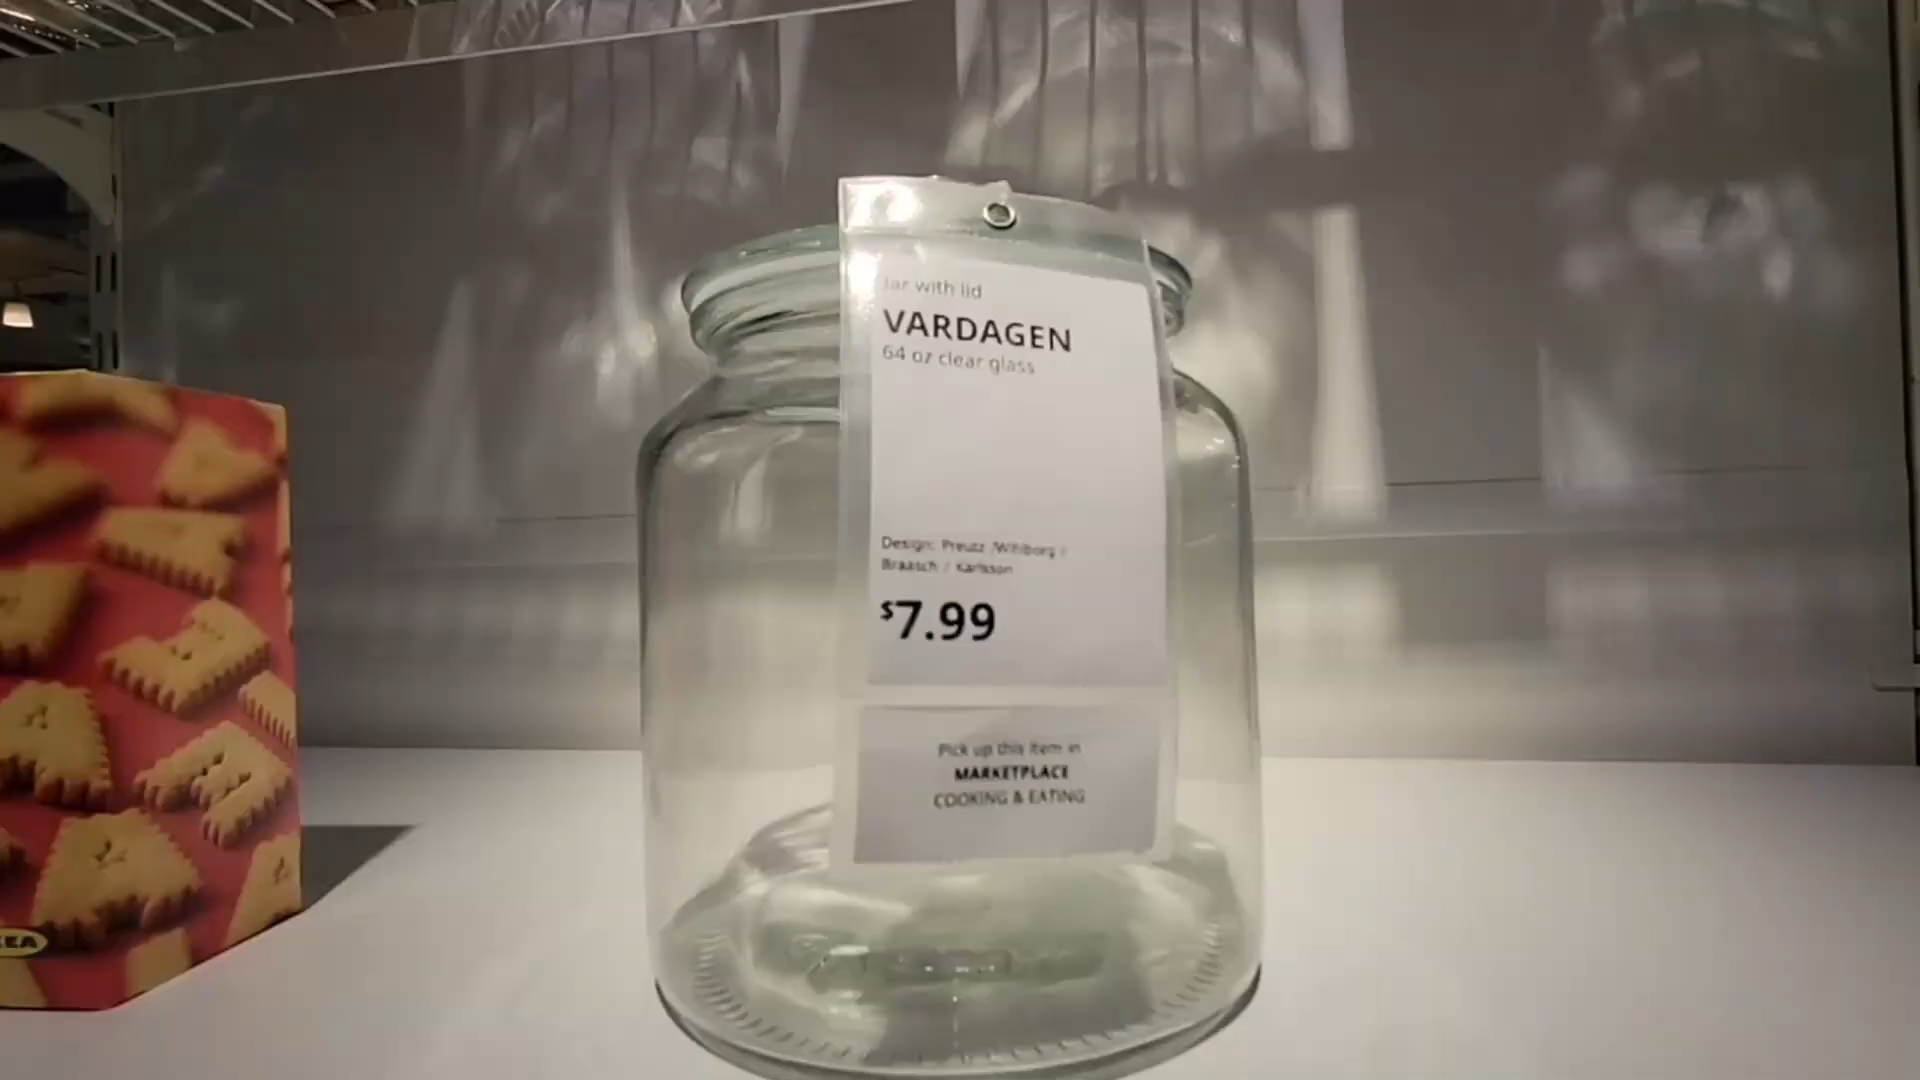 Jar with lid
VARDAGEN
64 oz clear glass
Design: Preutz /Wihlborg /
Braasch / Karlsson
$7.99
Pick up this item in
MARKETPLACE
COOKING & EATING